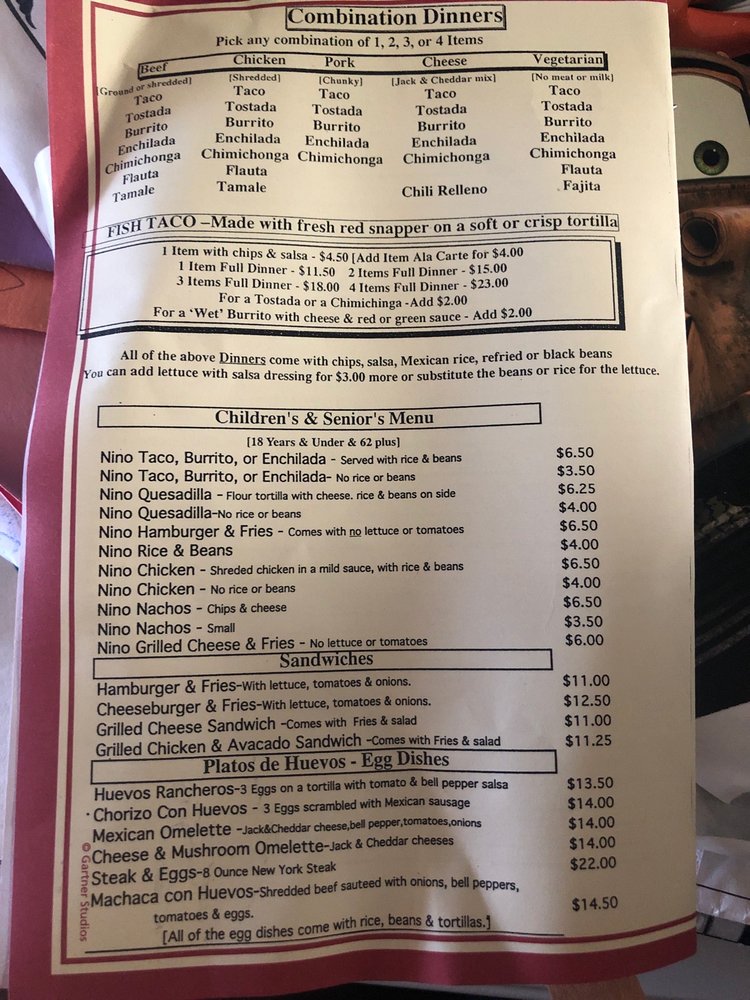 Combination Dinners
Pick any combination of 1, 2, 3, or 4 Items
Beef Chicken Pork Cheese Vegetarian
[Ground or shredded] [Shredded] [Chunky] [Jack & Cheddar mix] [No meat or milk]
Taco Taco Taco Taco Taco
Tostada Tostada Tostada Tostada Tostada
Burrito Burrito Burrito Burrito Burrito
Enchilada Enchilada Enchilada Enchilada Enchilada
Chimichonga Chimichonga Chimichonga Chimichonga Chimichonga
Flauta Flauta Flauta
Tamale Tamale Chili Relleno Fajita
FISH TACO –Made with fresh red snapper on a soft or crisp tortilla
1 Item with chips & salsa - $4.50 [Add Item Ala Carte for $4.00
1 Item Full Dinner - $11.50 2 Items Full Dinner - $15.00
3 Items Full Dinner - $18.00 4 Items Full Dinner - $23.00
For a Tostada or a Chimichinga -Add $2.00
For a ‘Wet’ Burrito with cheese & red or green sauce - Add $2.00
All of the above Dinners come with chips, salsa, Mexican rice, refried or black beans
You can add lettuce with salsa dressing for $3.00 more or substitute the beans or rice for the lettuce.
Children's & Senior's Menu
[18 Years & Under & 62 plus]
Nino Taco, Burrito, or Enchilada - Served with rice & beans $6.50
Nino Taco, Burrito, or Enchilada- No rice or beans $3.50
Nino Quesadilla - Flour tortilla with cheese. rice & beans on side $6.25
Nino Quesadilla-No rice or beans $4.00
Nino Hamburger & Fries - Comes with no lettuce or tomatoes $6.50
Nino Rice & Beans $4.00
Nino Chicken - Shreded chicken in a mild sauce, with rice & beans $6.50
Nino Chicken - No rice or beans $4.00
Nino Nachos - Chips & cheese $6.50
Nino Nachos - Small $3.50
Nino Grilled Cheese & Fries - No lettuce or tomatoes $6.00
Sandwiches
Hamburger & Fries-With lettuce, tomatoes & onions. $11.00
Cheeseburger & Fries-With lettuce, tomatoes & onions. $12.50
Grilled Cheese Sandwich -Comes with Fries & salad $11.00
Grilled Chicken & Avacado Sandwich -Comes with Fries & salad $11.25
Platos de Huevos - Egg Dishes
Huevos Rancheros-3 Eggs on a tortilla with tomato & bell pepper salsa $13.50
Chorizo Con Huevos - 3 Eggs scrambled with Mexican sausage $14.00
Mexican Omelette -Jack&Cheddar cheese,bell pepper,tomatoes,onions $14.00
Cheese & Mushroom Omelette-Jack & Cheddar cheeses $14.00
Steak & Eggs-8 Ounce New York Steak $22.00
Machaca con Huevos-Shredded beef sauteed with onions, bell peppers,
tomatoes & eggs. $14.50
[All of the egg dishes come with rice, beans & tortillas.]
© Gartner Studios